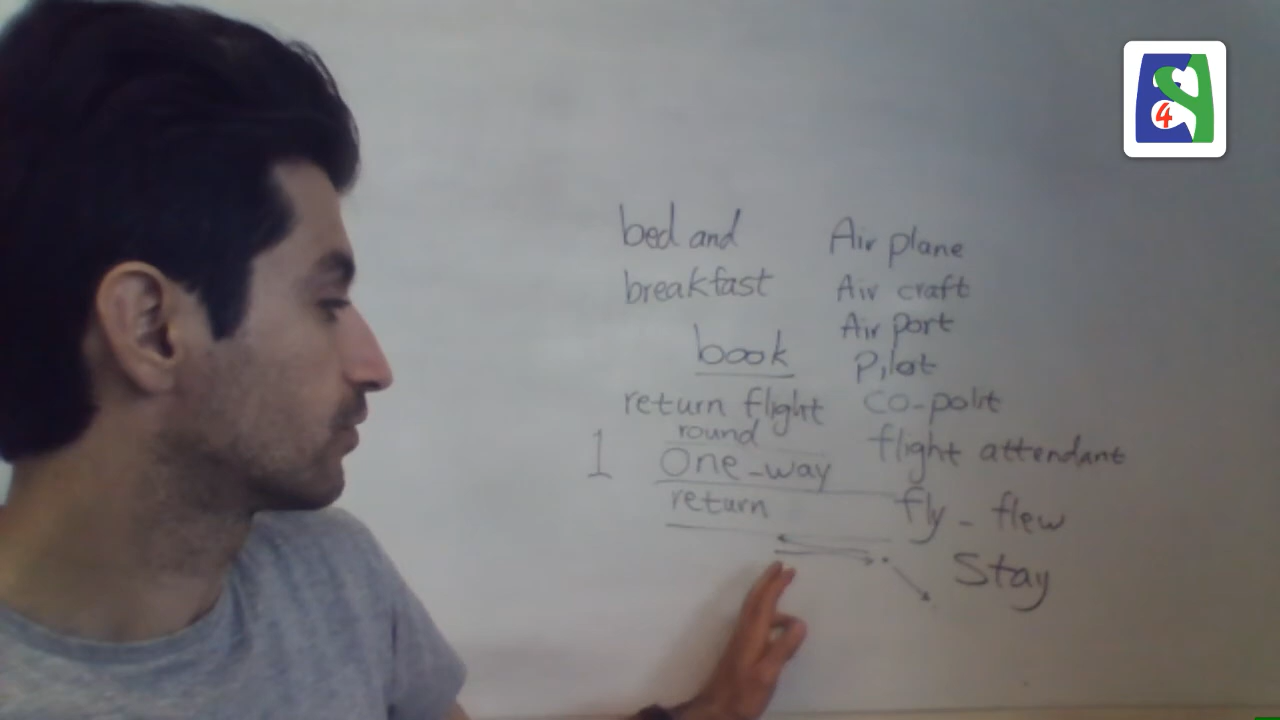 bed and
breakfast
book
return flight
round
1 One-way
return
Air plane
Air craft
Air port
Pilot
co-polit
flight attendant
fly - flew
Stay
4